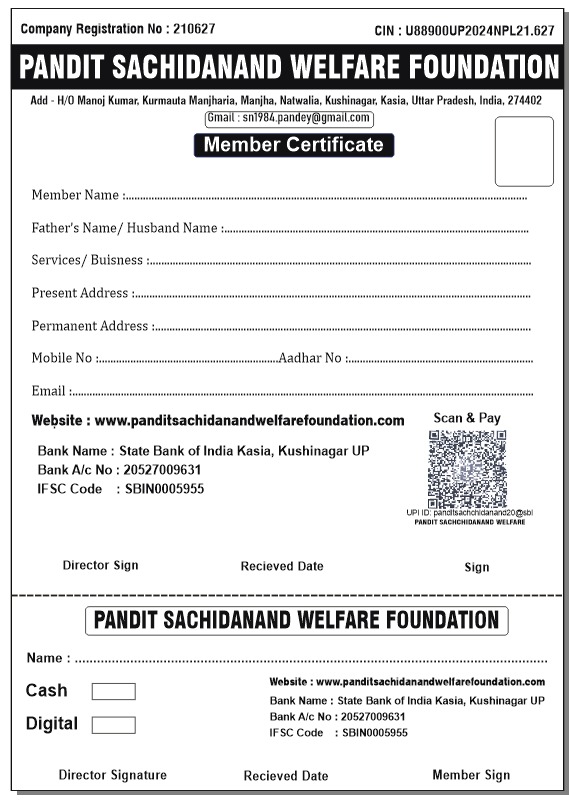 Company Registration No : 210627 CIN : U88900UP2024NPL21.627
PANDIT SACHIDANAND WELFARE FOUNDATION
Add - H/O Manoj Kumar, Kurmauta Manjharia, Manjha, Natwalia, Kushinagar, Kasia, Uttar Pradesh, India, 274402
Gmail : sn1984.pandey@gmail.com
Member Certificate
Member Name :
Father's Name/ Husband Name :
Services/ Buisness :
Present Address :
Permanent Address :
Mobile No : Aadhar No :
Email :
Website : www.panditsachidanandwelfarefoundation.com
Scan & Pay
Bank Name : State Bank of India Kasia, Kushinagar UP
Bank A/c No : 20527009631
IFSC Code : SBIN0005955
UPI ID: panditsachchidanand20@sbi
PANDIT SACHCHIDANAND WELFARE
Director Sign Recieved Date Sign
PANDIT SACHIDANAND WELFARE FOUNDATION
Name :
Cash
Digital
Website : www.panditsachidanandwelfarefoundation.com
Bank Name : State Bank of India Kasia, Kushinagar UP
Bank A/c No : 20527009631
IFSC Code : SBIN0005955
Director Signature Recieved Date Member Sign